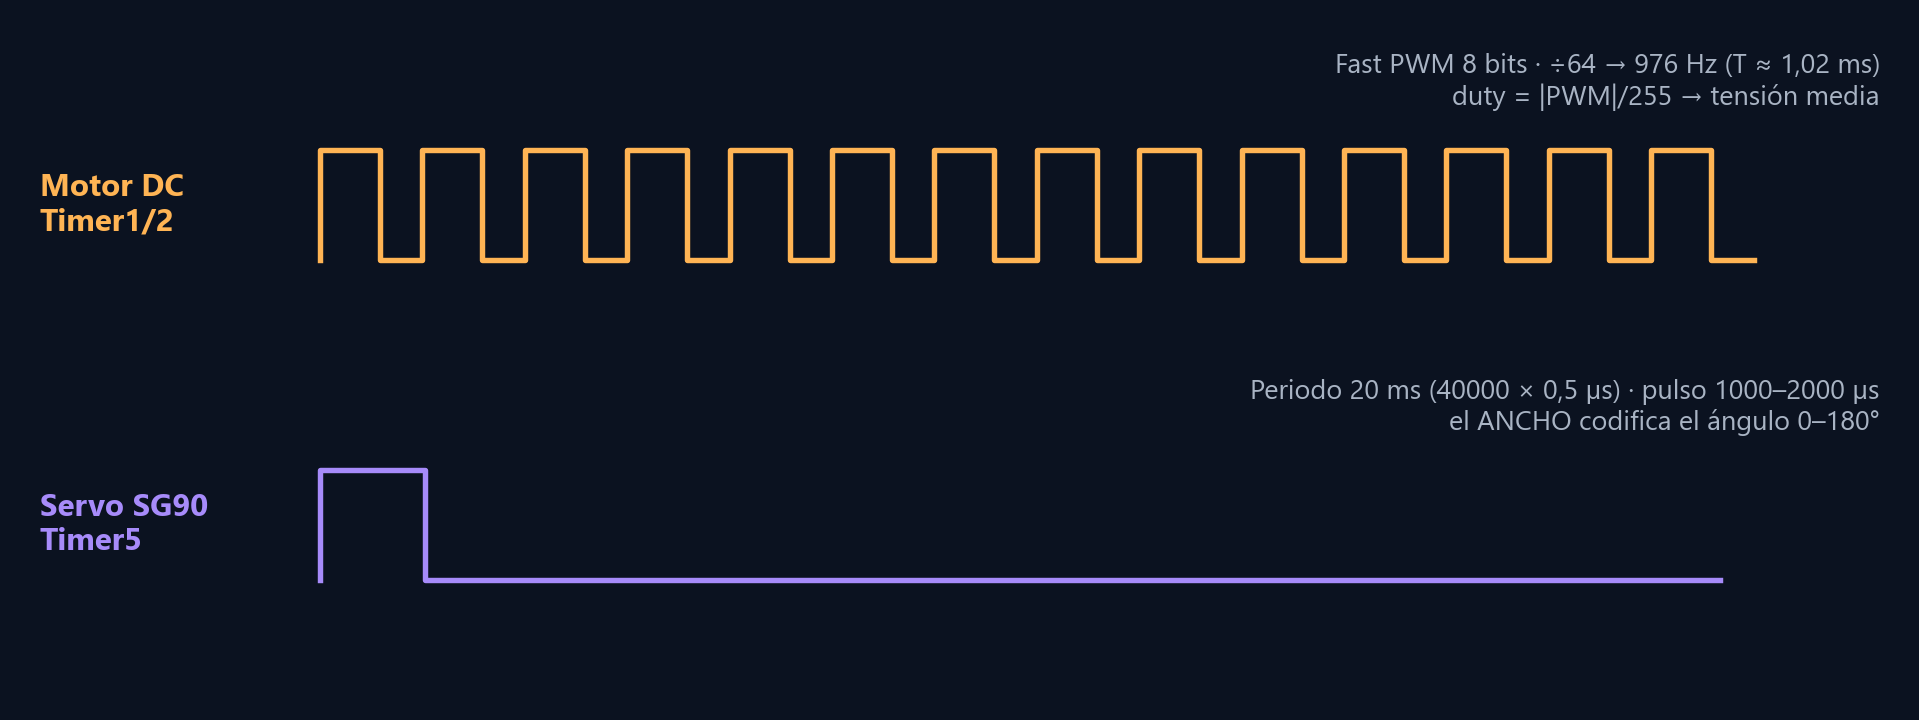 Fast PWM 8 bits · ÷64 → 976 Hz (T ≈ 1,02 ms)
duty = |PWM|/255 → tensión media
Motor DC
Timer1/2
Periodo 20 ms (40000 × 0,5 µs) · pulso 1000–2000 µs
el ANCHO codifica el ángulo 0–180°
Servo SG90
Timer5